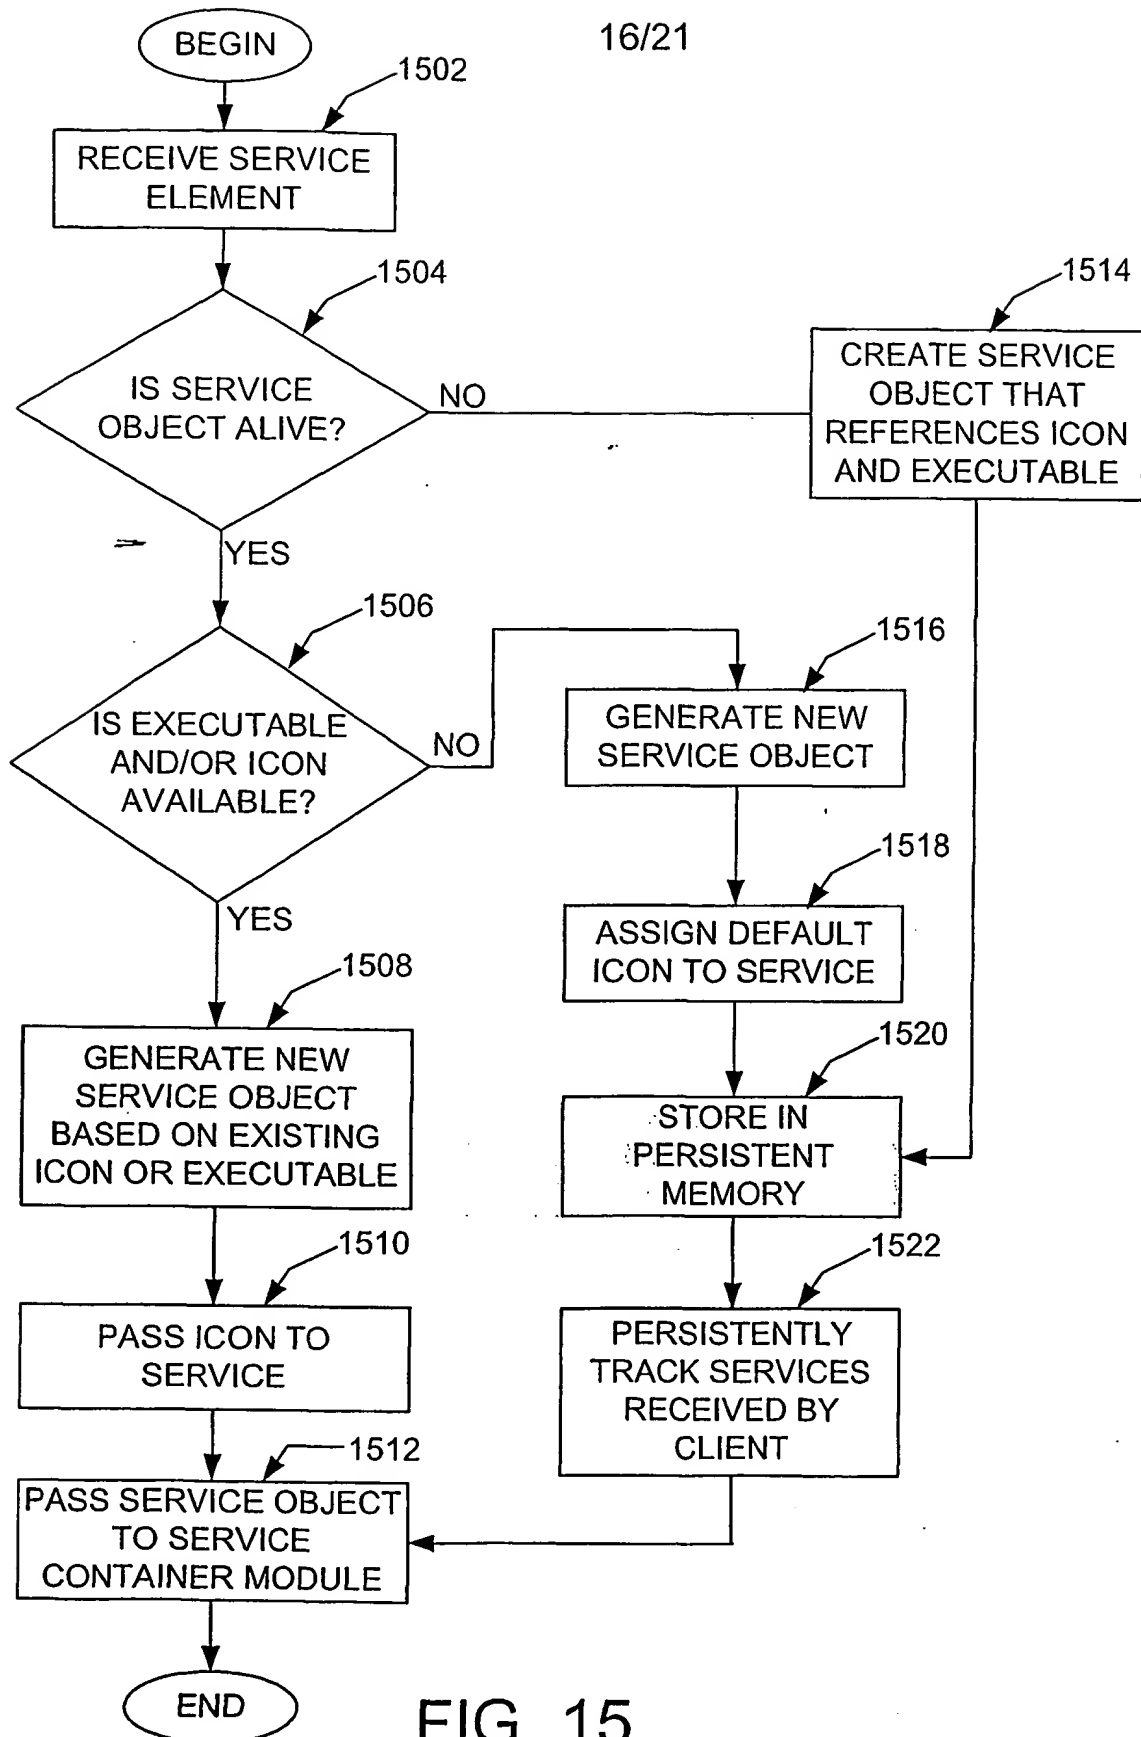 16/21
BEGIN
1502
RECEIVE SERVICE
ELEMENT
1504
IS SERVICE
OBJECT ALIVE?
NO
1514
CREATE SERVICE
OBJECT THAT
REFERENCES ICON
AND EXECUTABLE
YES
1506
IS EXECUTABLE
AND/OR ICON
AVAILABLE?
NO
1516
GENERATE NEW
SERVICE OBJECT
1518
ASSIGN DEFAULT
ICON TO SERVICE
YES
1508
GENERATE NEW
SERVICE OBJECT
BASED ON EXISTING
ICON OR EXECUTABLE
1520
STORE IN
PERSISTENT
MEMORY
1510
PASS ICON TO
SERVICE
1522
PERSISTENTLY
TRACK SERVICES
RECEIVED BY
CLIENT
1512
PASS SERVICE OBJECT
TO SERVICE
CONTAINER MODULE
END
FIG. 15